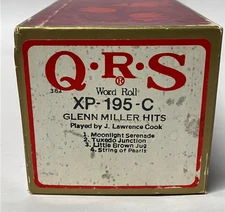 Q·R·S
®
Word Roll
XP-195-C
GLENN MILLER HITS
Played by J. Lawrence Cook
1. Moonlight Serenade
2. Tuxedo Junction
3. Little Brown Jug
4. String of Pearls